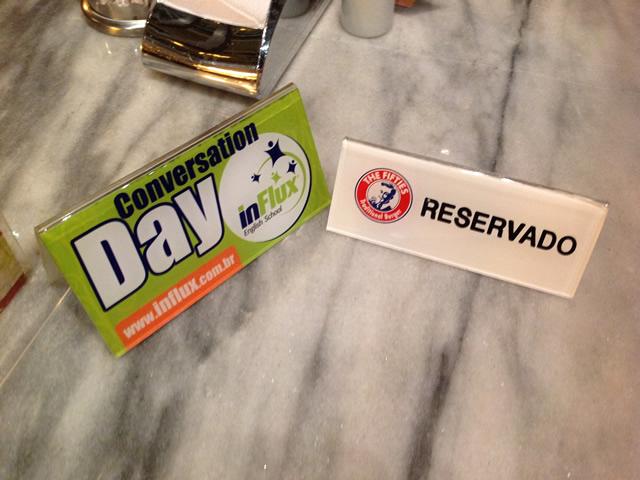 Conversation
Day
inFlux
English School
www.influx.com.br
THE FIFTIES
Traditional Burger
RESERVADO